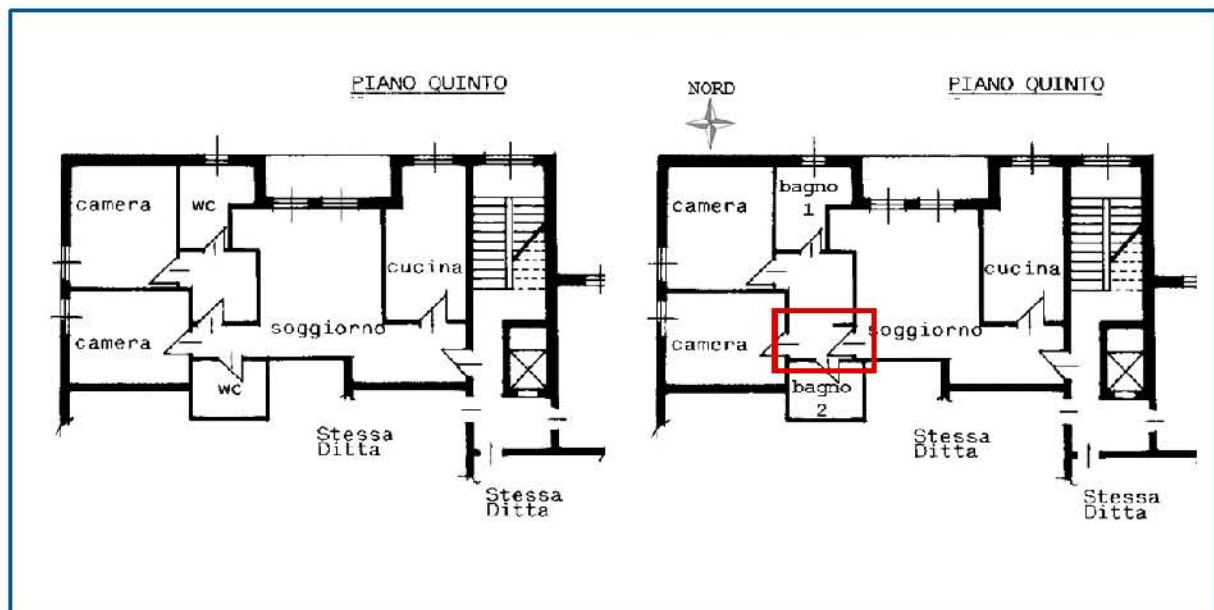 PIANO QUINTO
camera
wc
cucina
camera
soggiorno
wc
Stessa
Ditta
Stessa
Ditta
PIANO QUINTO
NORD
bagno
1
camera
cucina
camera
soggiorno
bagno
2
Stessa
Ditta
Stessa
Ditta